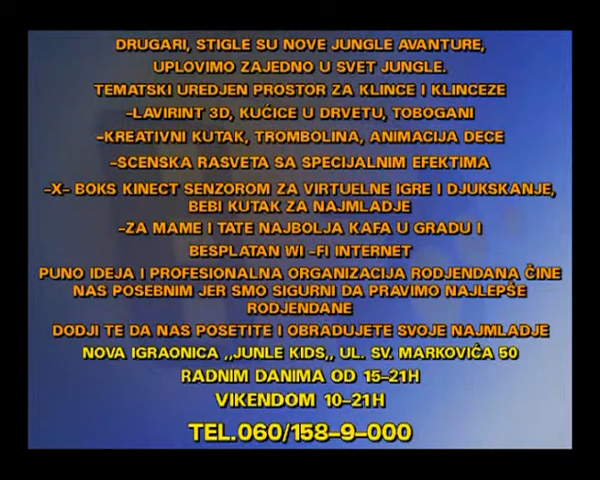 DRUGARI, STIGLE SU NOVE JUNGLE AVANTURE,
UPLOVIMO ZAJEDNO U SVET JUNGLE.
TEMATSKI UREDJEN PROSTOR ZA KLINCE I KLINCEZE
-LAVIRINT 3D, KUĆICE U DRVETU, TOBOGANI
-KREATIVNI KUTAK, TROMBOLINA, ANIMACIJA DECE
-SCENSKA RASVETA SA SPECIJALNIM EFEKTIMA
-X- BOKS KINECT SENZOROM ZA VIRTUELNE IGRE I DJUKSKANJE,
BEBI KUTAK ZA NAJMLADJE
-ZA MAME I TATE NAJBOLJA KAFA U GRADU I
BESPLATAN WI -FI INTERNET
PUNO IDEJA I PROFESIONALNA ORGANIZACIJA RODJENDANA ČINE
NAS POSEBNIM JER SMO SIGURNI DA PRAVIMO NAJLEPŠE
RODJENDANE
DODJI TE DA NAS POSETITE I OBRADUJETE SVOJE NAJMLADJE
NOVA IGRAONICA ,,JUNLE KIDS,, UL. SV. MARKOVIĆA 50
RADNIM DANIMA OD 15-21H
VIKENDOM 10-21H
TEL.060/158-9-000